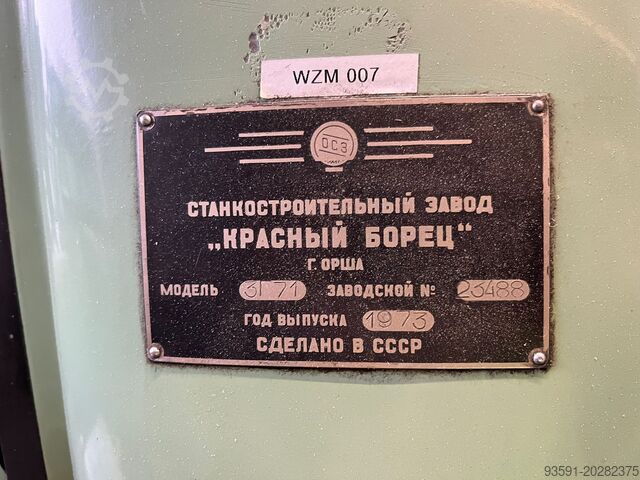 WZM 007
ОСЗ
СТАНКОСТРОИТЕЛЬНЫЙ ЗАВОД
„КРАСНЫЙ БОРЕЦ“
Г. ОРША
МОДЕЛЬ 3Г71 ЗАВОДСКОЙ № 23488
ГОД ВЫПУСКА 1973
СДЕЛАНО В СССР
93591-20282375